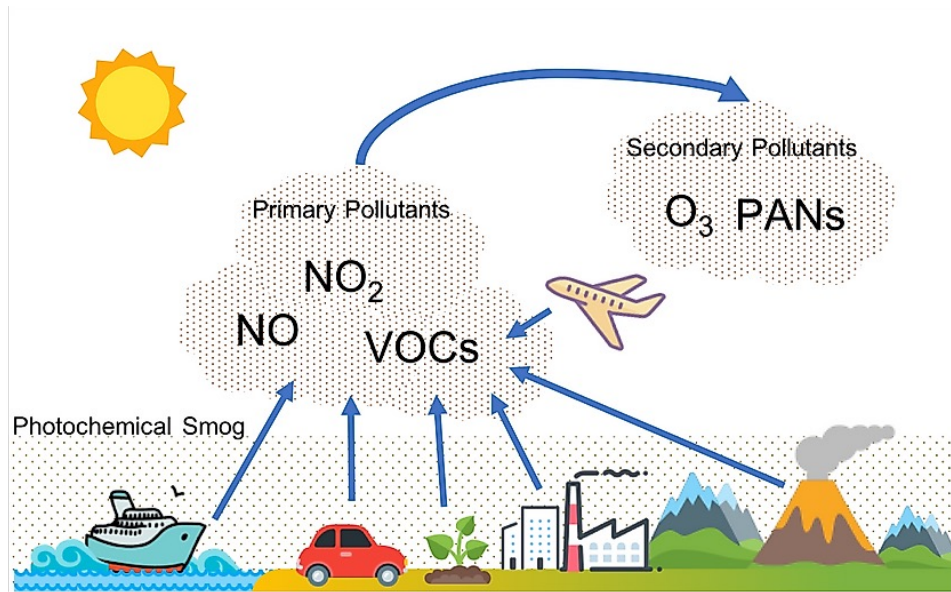 Secondary Pollutants
O₃ PANs
Primary Pollutants
NO₂
NO VOCs
Photochemical Smog